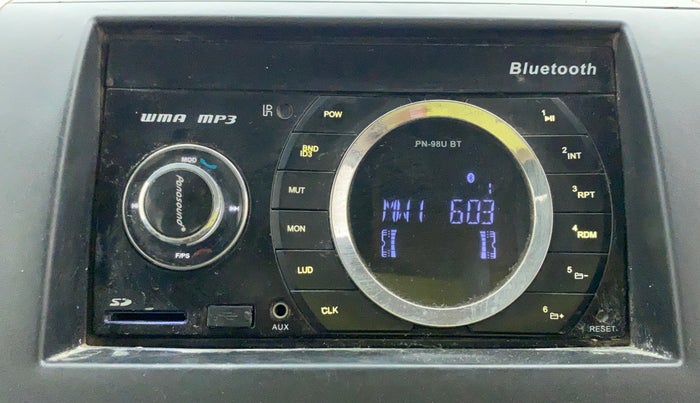 Bluetooth
WMA MP3
POW
BND
ID3
MUT
MON
LUD
CLK
MOD
Panasound
F/PS
SD
AUX
PN-98U BT
1
MW1 603
1
2 INT
3 RPT
4 RDM
5 -
6 +
RESET